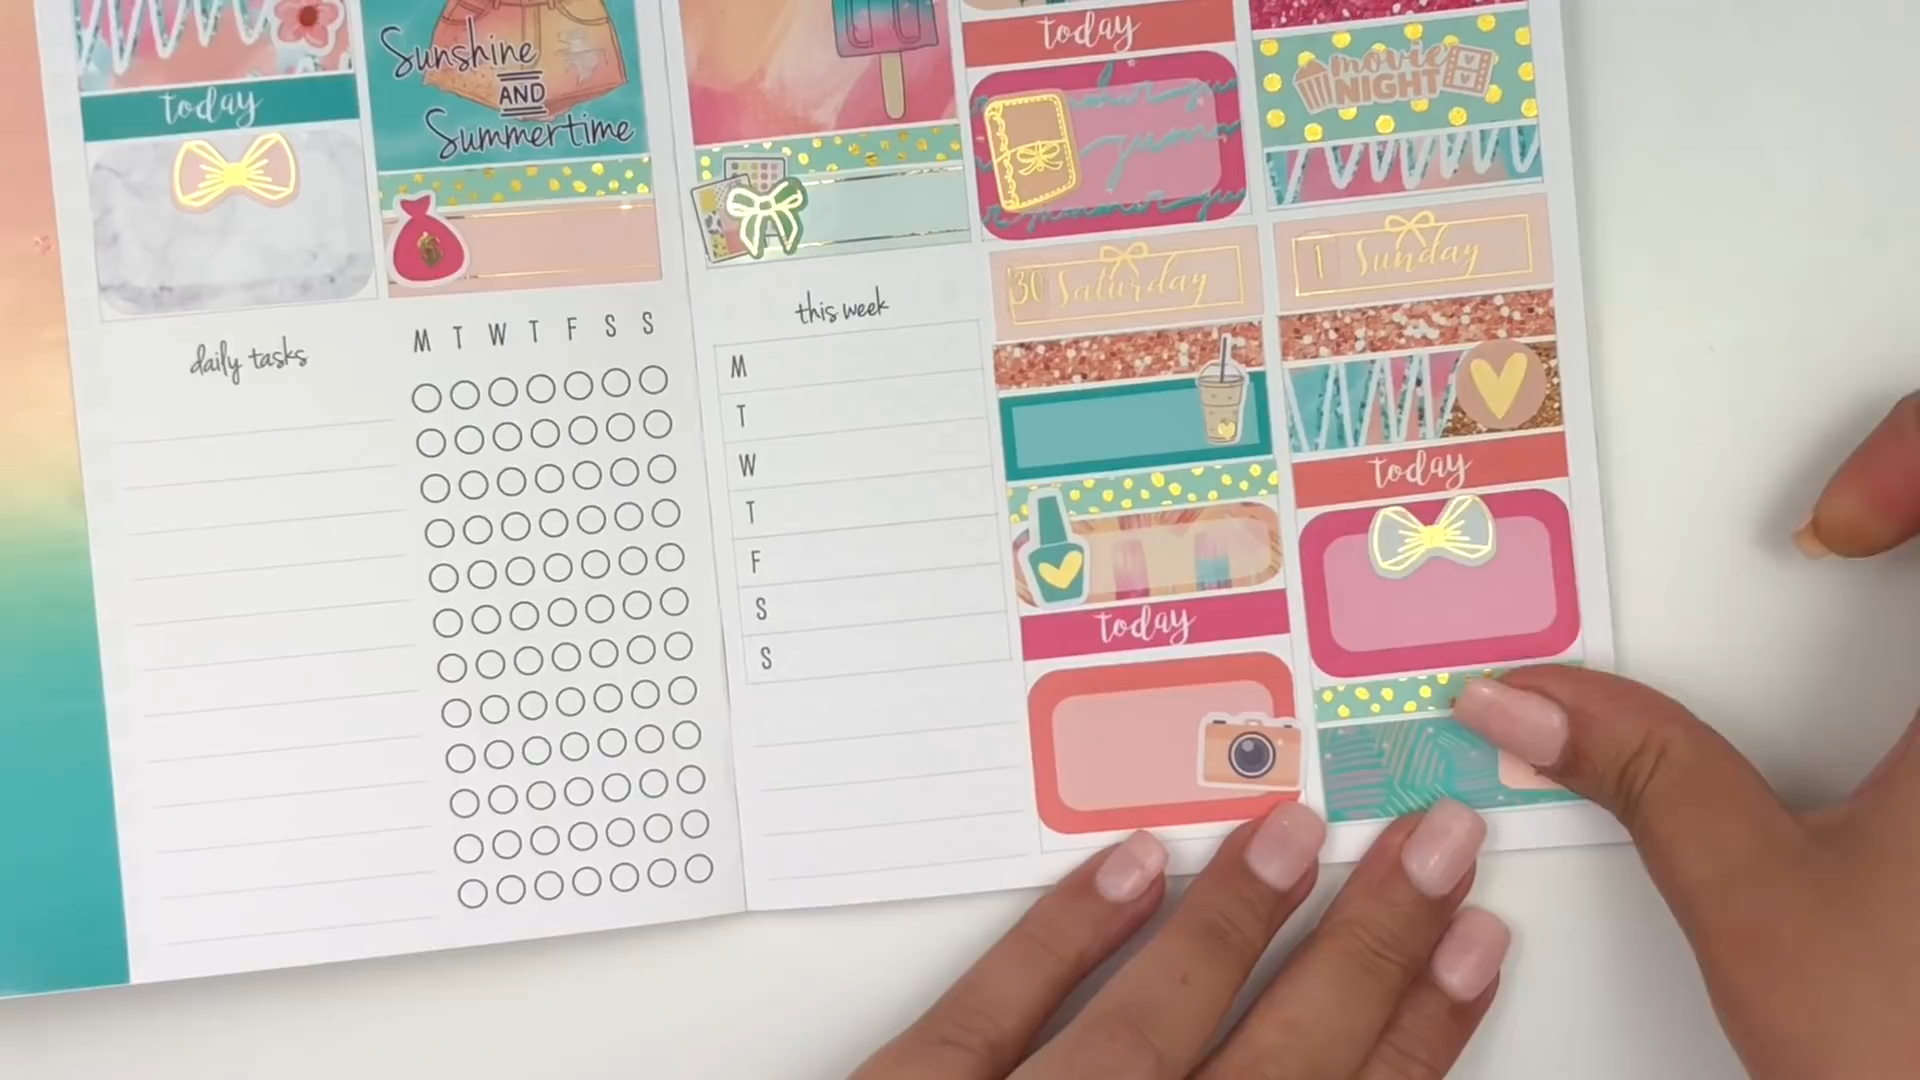 today
Sunshine
AND
Summertime
today
movie
NIGHT
30 Saturday
1 Sunday
daily tasks
M T W T F S S
this week
M
T
W
T
F
S
S
today
today